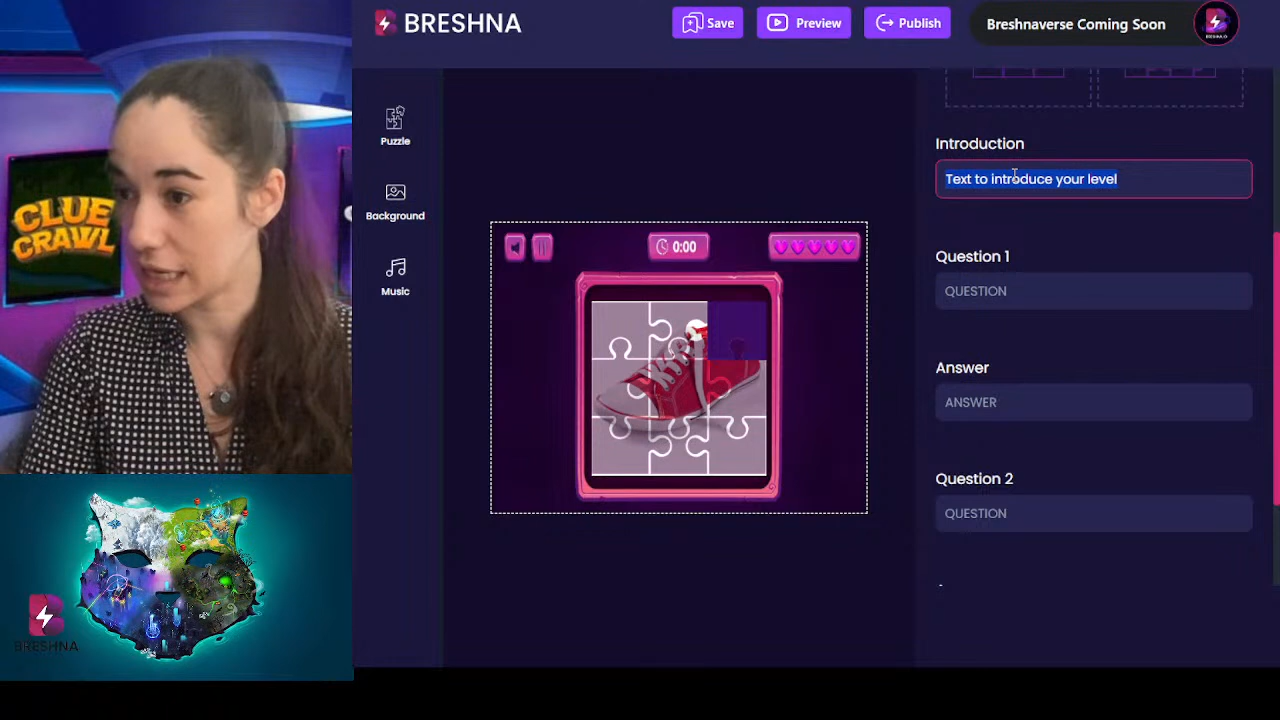 BRESHNA
Save
Preview
Publish
Breshnaverse Coming Soon
Puzzle
Background
Music
0:00
Introduction
Text to introduce your level
Question 1
QUESTION
Answer
ANSWER
Question 2
QUESTION
CLUE
CRAWL
BRESHNA